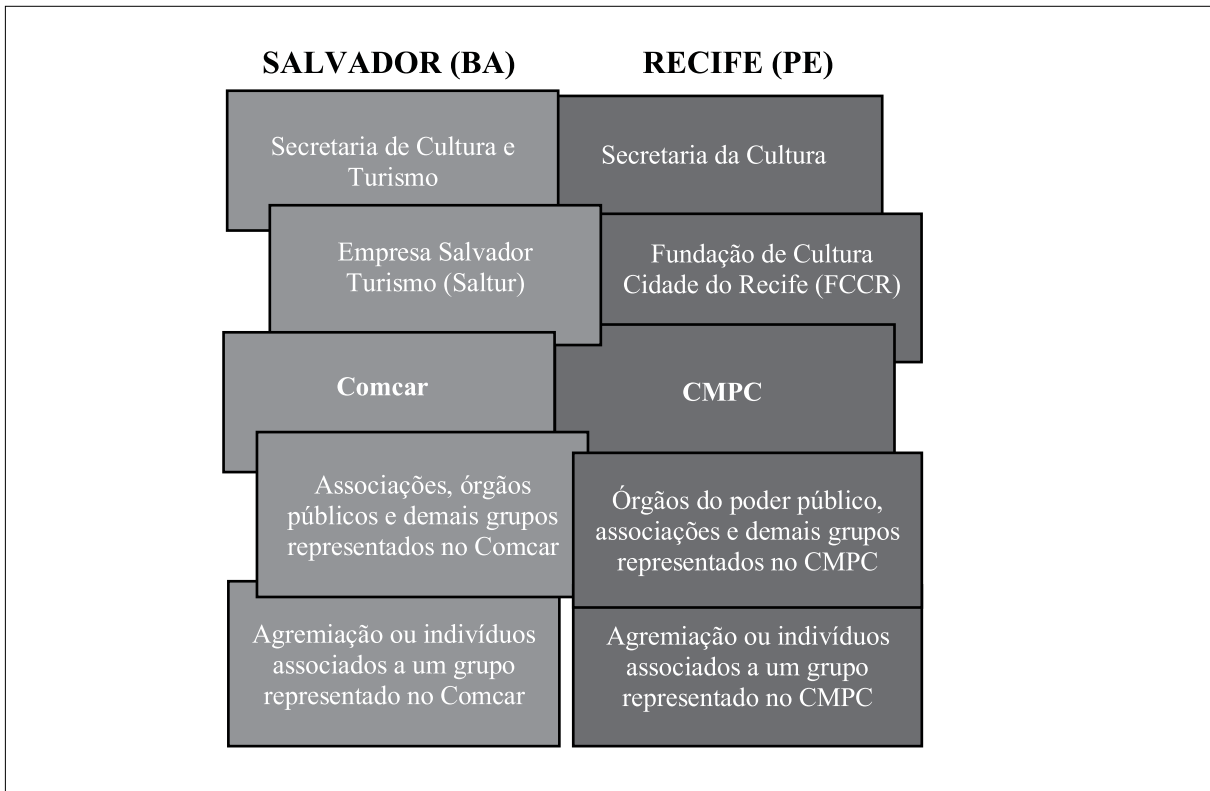 SALVADOR (BA)
RECIFE (PE)
Secretaria de Cultura e
Turismo
Secretaria da Cultura
Empresa Salvador
Turismo (Saltur)
Fundação de Cultura
Cidade do Recife (FCCR)
Comcar
CMPC
Associações, órgãos
públicos e demais grupos
representados no Comcar
Órgãos do poder público,
associações e demais grupos
representados no CMPC
Agremiação ou indivíduos
associados a um grupo
representado no Comcar
Agremiação ou indivíduos
associados a um grupo
representado no CMPC